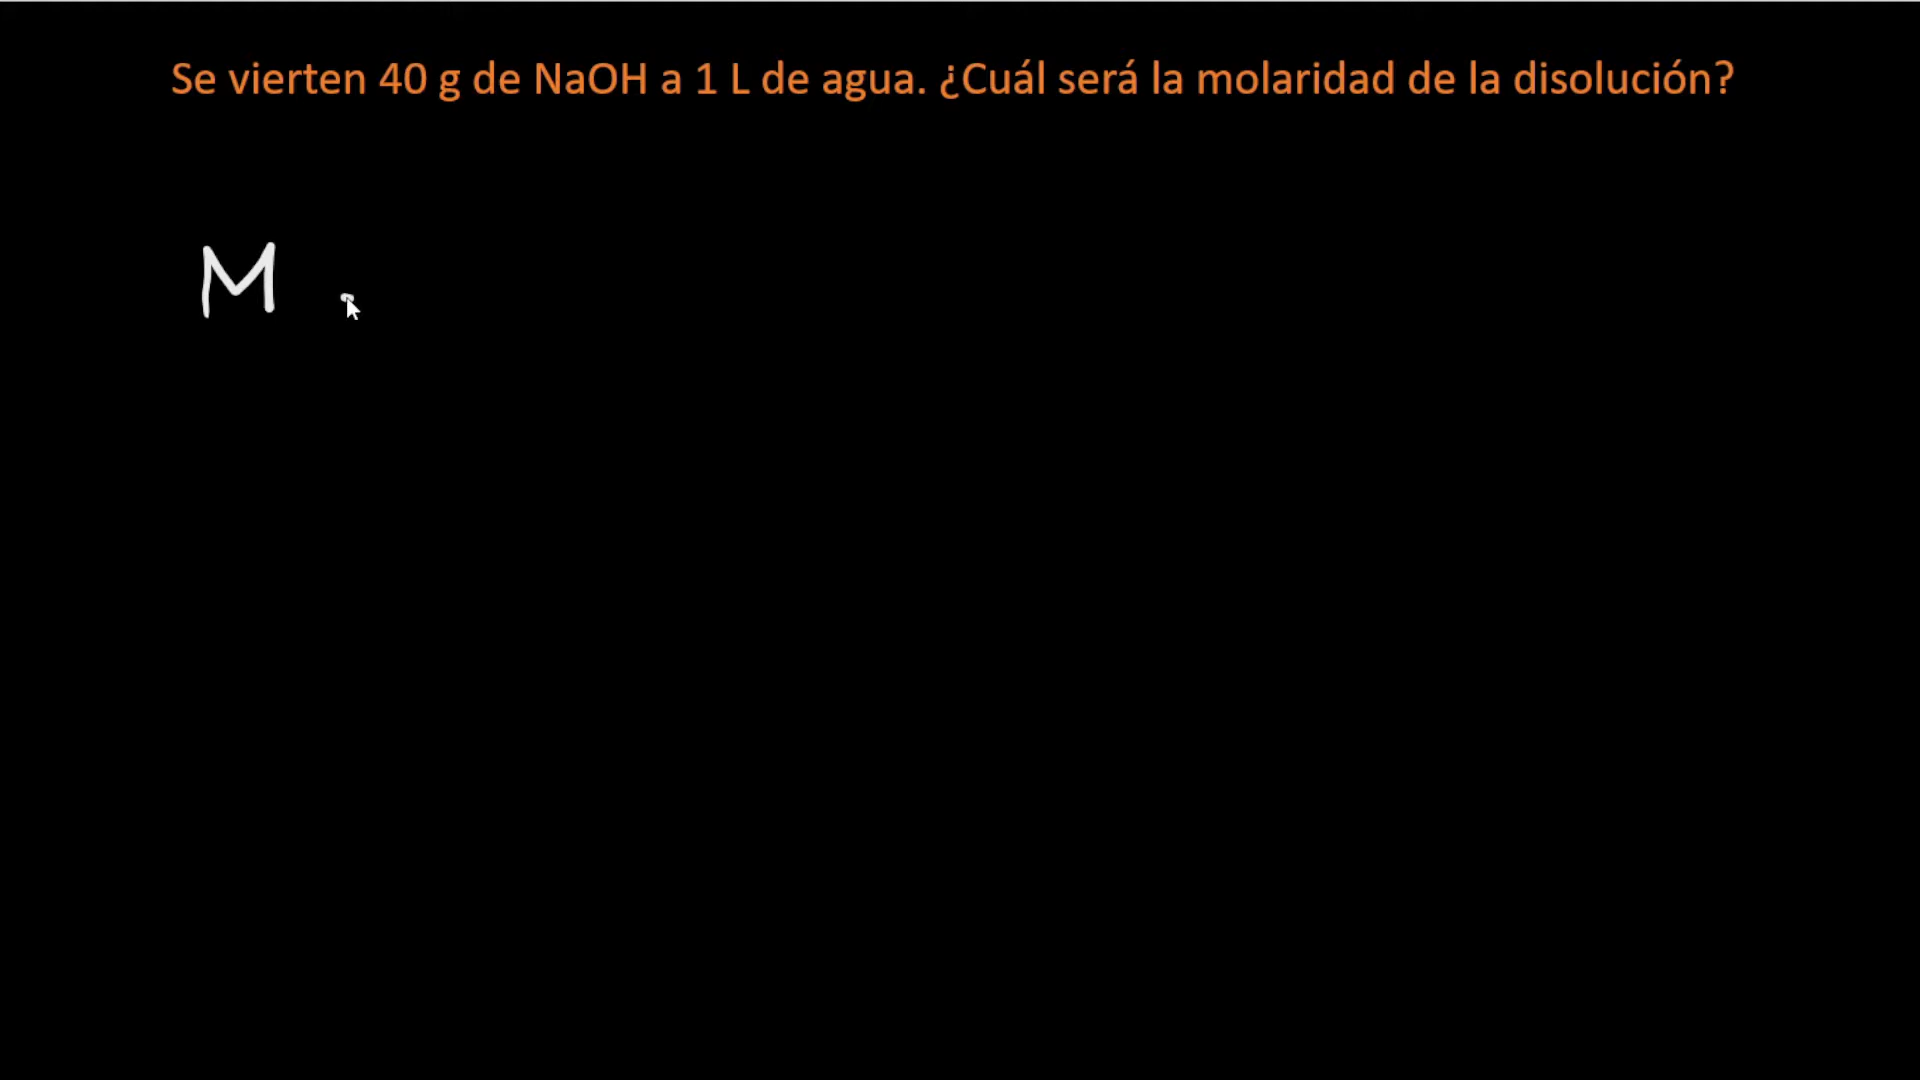 Se vierten 40 g de NaOH a 1 L de agua. ¿Cuál será la molaridad de la disolución?
M